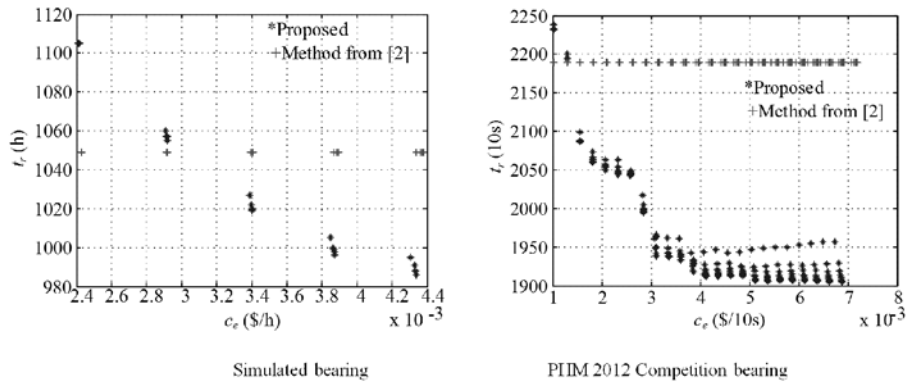 *Proposed
+Method from [2]
t_r (h)
1120
1100
1080
1060
1040
1020
1000
980
2.4 2.6 2.8 3 3.2 3.4 3.6 3.8 4 4.2 4.4
x 10⁻³
c_e ($/h)
Simulated bearing
*Proposed
+Method from [2]
t_r (10s)
2250
2200
2150
2100
2050
2000
1950
1900
1 2 3 4 5 6 7 8
x 10⁻³
c_e ($/10s)
PHM 2012 Competition bearing